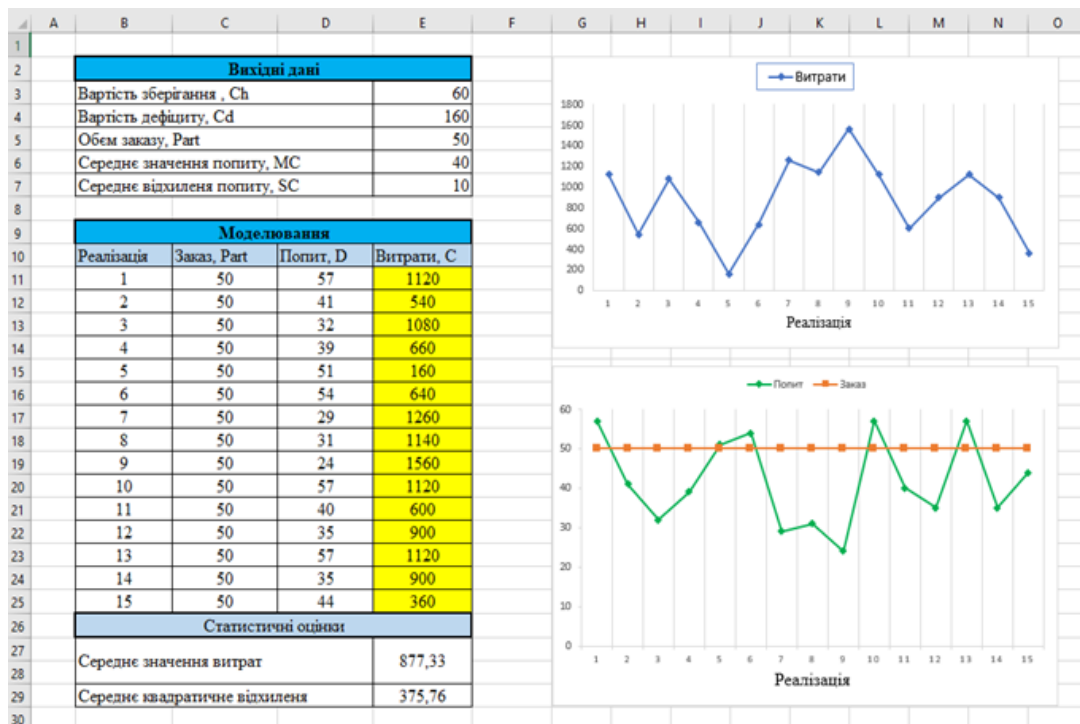 A B C D E F G H I J K L M N O
1
2 Вихідні дані
3 Вартість зберігання , Ch 60
4 Вартість дефіциту, Cd 160
5 Обєм заказу, Part 50
6 Середнє значення попиту, MC 40
7 Середнє відхиленя попиту, SC 10
8
9 Моделювання
10 Реалізація Заказ, Part Попит, D Витрати, C
11 1 50 57 1120
12 2 50 41 540
13 3 50 32 1080
14 4 50 39 660
15 5 50 51 160
16 6 50 54 640
17 7 50 29 1260
18 8 50 31 1140
19 9 50 24 1560
20 10 50 57 1120
21 11 50 40 600
22 12 50 35 900
23 13 50 57 1120
24 14 50 35 900
25 15 50 44 360
26 Статистичні оцінки
27
Середнє значення витрат 877,33
28
29 Середнє квадратичне відхиленя 375,76
30
Витрати
1800
1600
1400
1200
1000
800
600
400
200
0
1 2 3 4 5 6 7 8 9 10 11 12 13 14 15
Реалізація
Попит Заказ
60
50
40
30
20
10
0
1 2 3 4 5 6 7 8 9 10 11 12 13 14 15
Реалізація